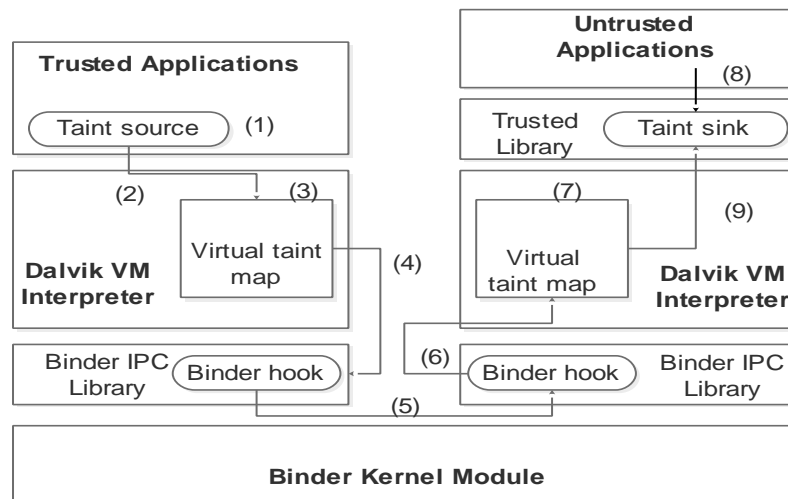 Trusted Applications
Taint source
(1)
(2)
(3)
Virtual taint
map
Dalvik VM
Interpreter
(4)
Binder IPC
Library
Binder hook
(5)
Untrusted
Applications
(8)
Trusted
Library
Taint sink
(7)
(9)
Virtual
taint map
Dalvik VM
Interpreter
(6)
Binder hook
Binder IPC
Library
Binder Kernel Module